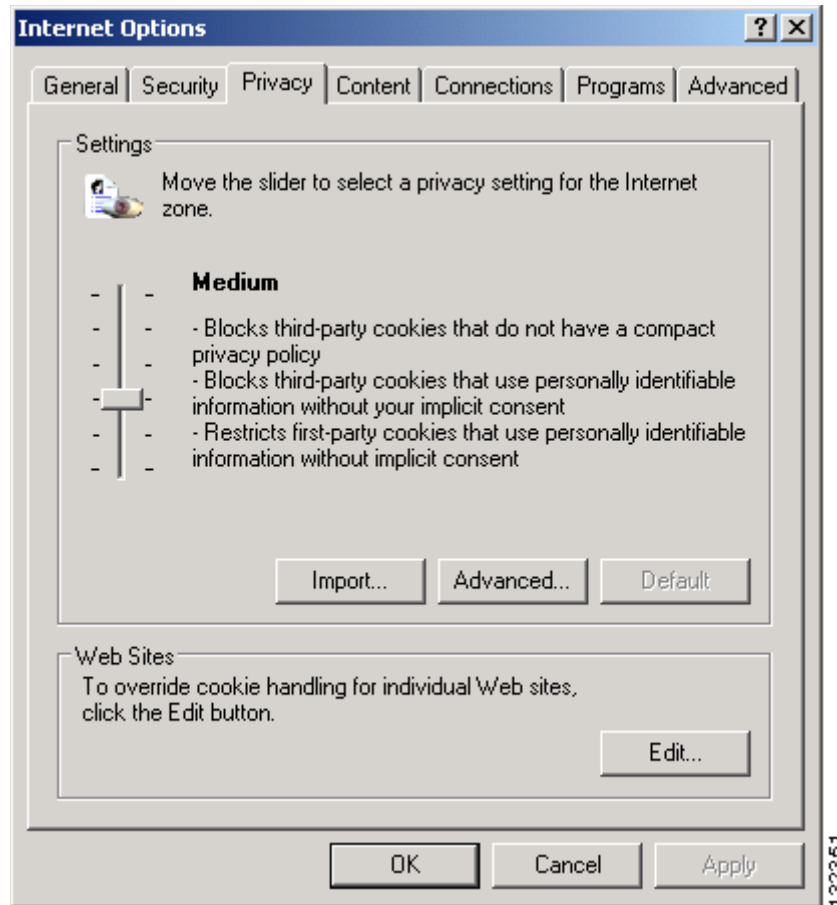 Internet Options
General Security Privacy Content Connections Programs Advanced
Settings
Move the slider to select a privacy setting for the Internet
zone.
Medium
- Blocks third-party cookies that do not have a compact
privacy policy
- Blocks third-party cookies that use personally identifiable
information without your implicit consent
- Restricts first-party cookies that use personally identifiable
information without implicit consent
Import... Advanced... Default
Web Sites
To override cookie handling for individual Web sites,
click the Edit button.
Edit...
OK Cancel Apply
132351